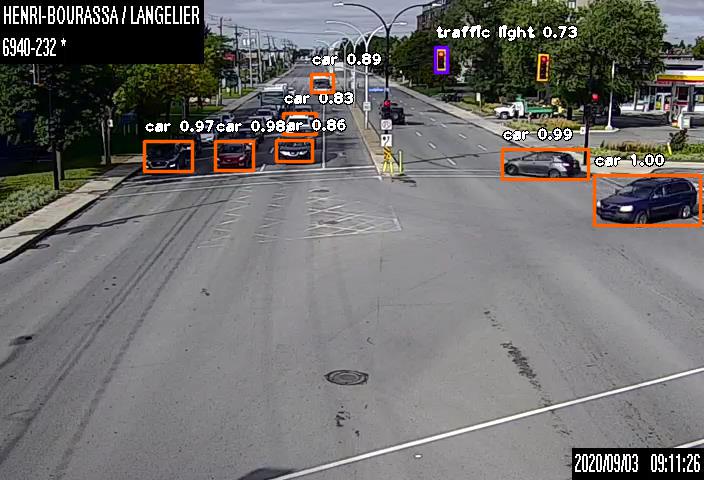 HENRI-BOURASSA / LANGELIER
6940-232 *
traffic light 0.73
car 0.89
car 0.83
car 0.97
car 0.98
car 0.86
car 0.99
car 1.00
2020/09/03 09:11:26